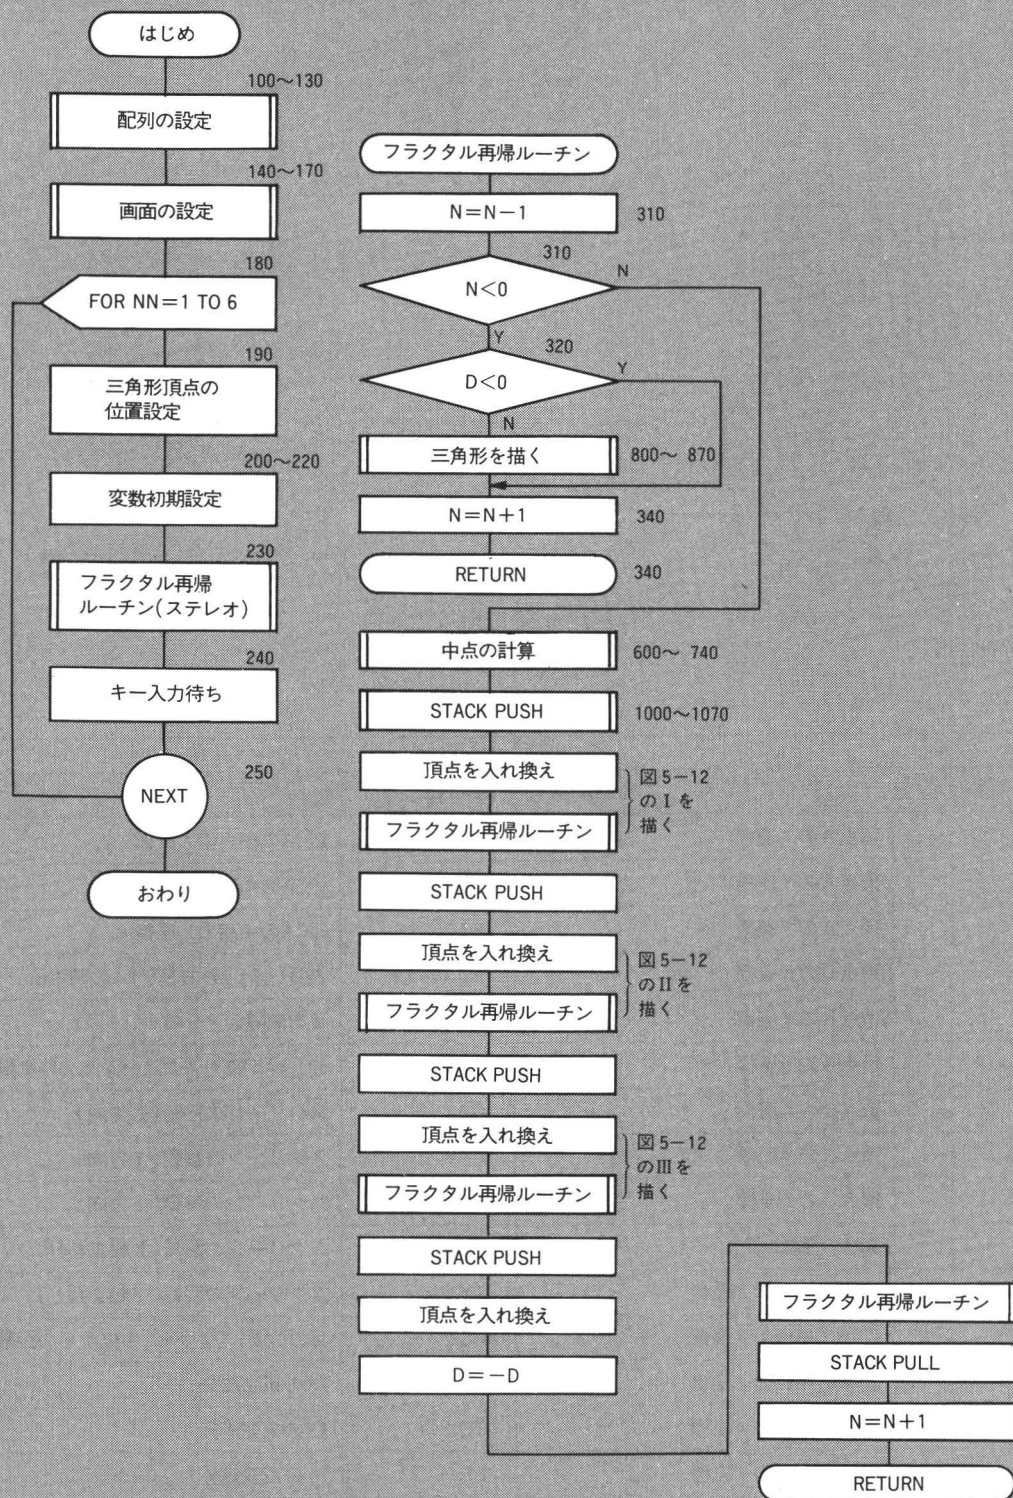 はじめ
100〜130
配列の設定
140〜170
画面の設定
180
FOR NN=1 TO 6
190
三角形頂点の
位置設定
200〜220
変数初期設定
230
フラクタル再帰
ルーチン(ステレオ)
240
キー入力待ち
250
NEXT
おわり
フラクタル再帰ルーチン
N=N-1
310
310
N<0
N
Y
320
D<0
Y
N
三角形を描く
800〜 870
N=N+1
340
RETURN
340
中点の計算
600〜 740
STACK PUSH
1000〜1070
頂点を入れ換え
フラクタル再帰ルーチン
図5-12
のIを
描く
STACK PUSH
頂点を入れ換え
フラクタル再帰ルーチン
図5-12
のIIを
描く
STACK PUSH
頂点を入れ換え
フラクタル再帰ルーチン
図5-12
のIIIを
描く
STACK PUSH
頂点を入れ換え
D=-D
フラクタル再帰ルーチン
STACK PULL
N=N+1
RETURN